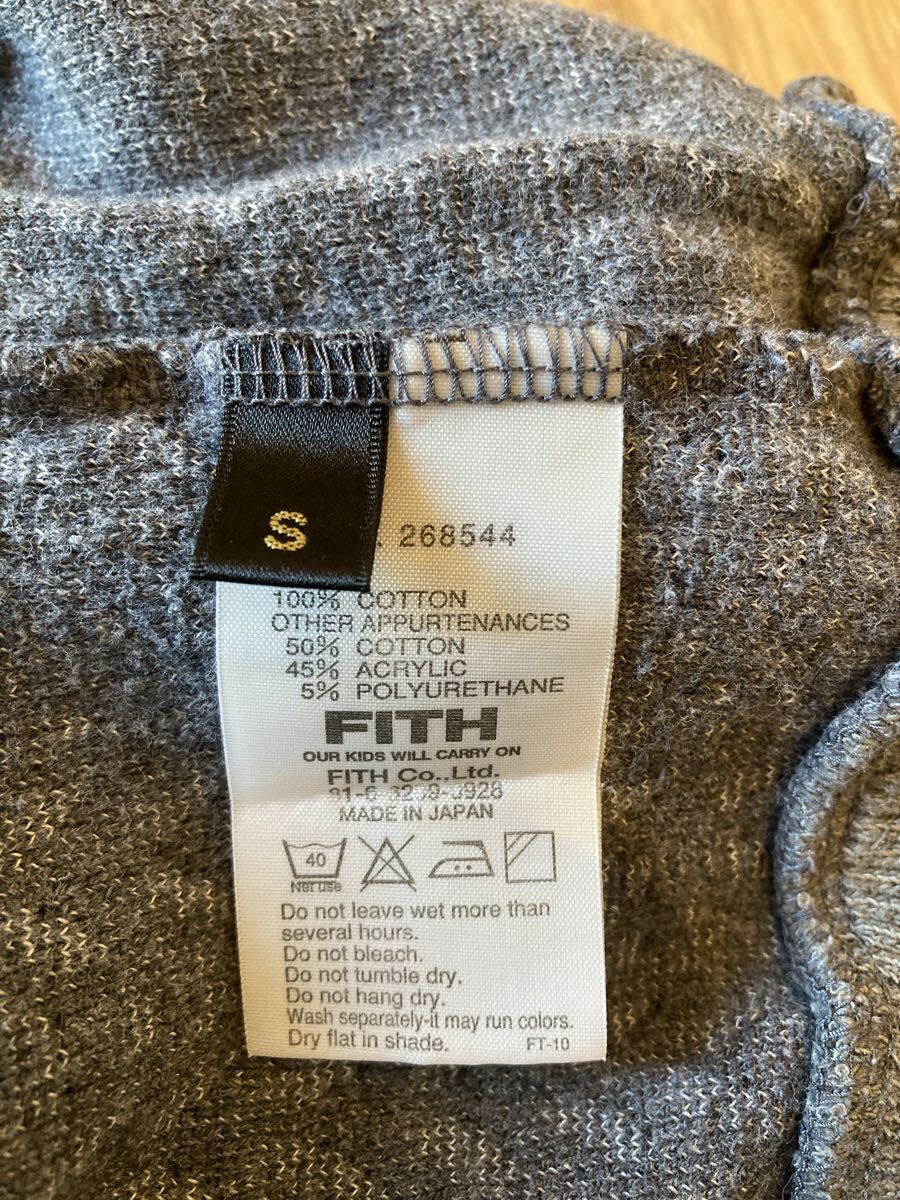 S
268544
100% COTTON
OTHER APPURTENANCES
50% COTTON
45% ACRYLIC
5% POLYURETHANE
FITH
OUR KIDS WILL CARRY ON
FITH Co.,Ltd.
MADE IN JAPAN
40
Net use
Do not leave wet more than
several hours.
Do not bleach.
Do not tumble dry.
Do not hang dry.
Wash separately-it may run colors.
Dry flat in shade.
FT-10